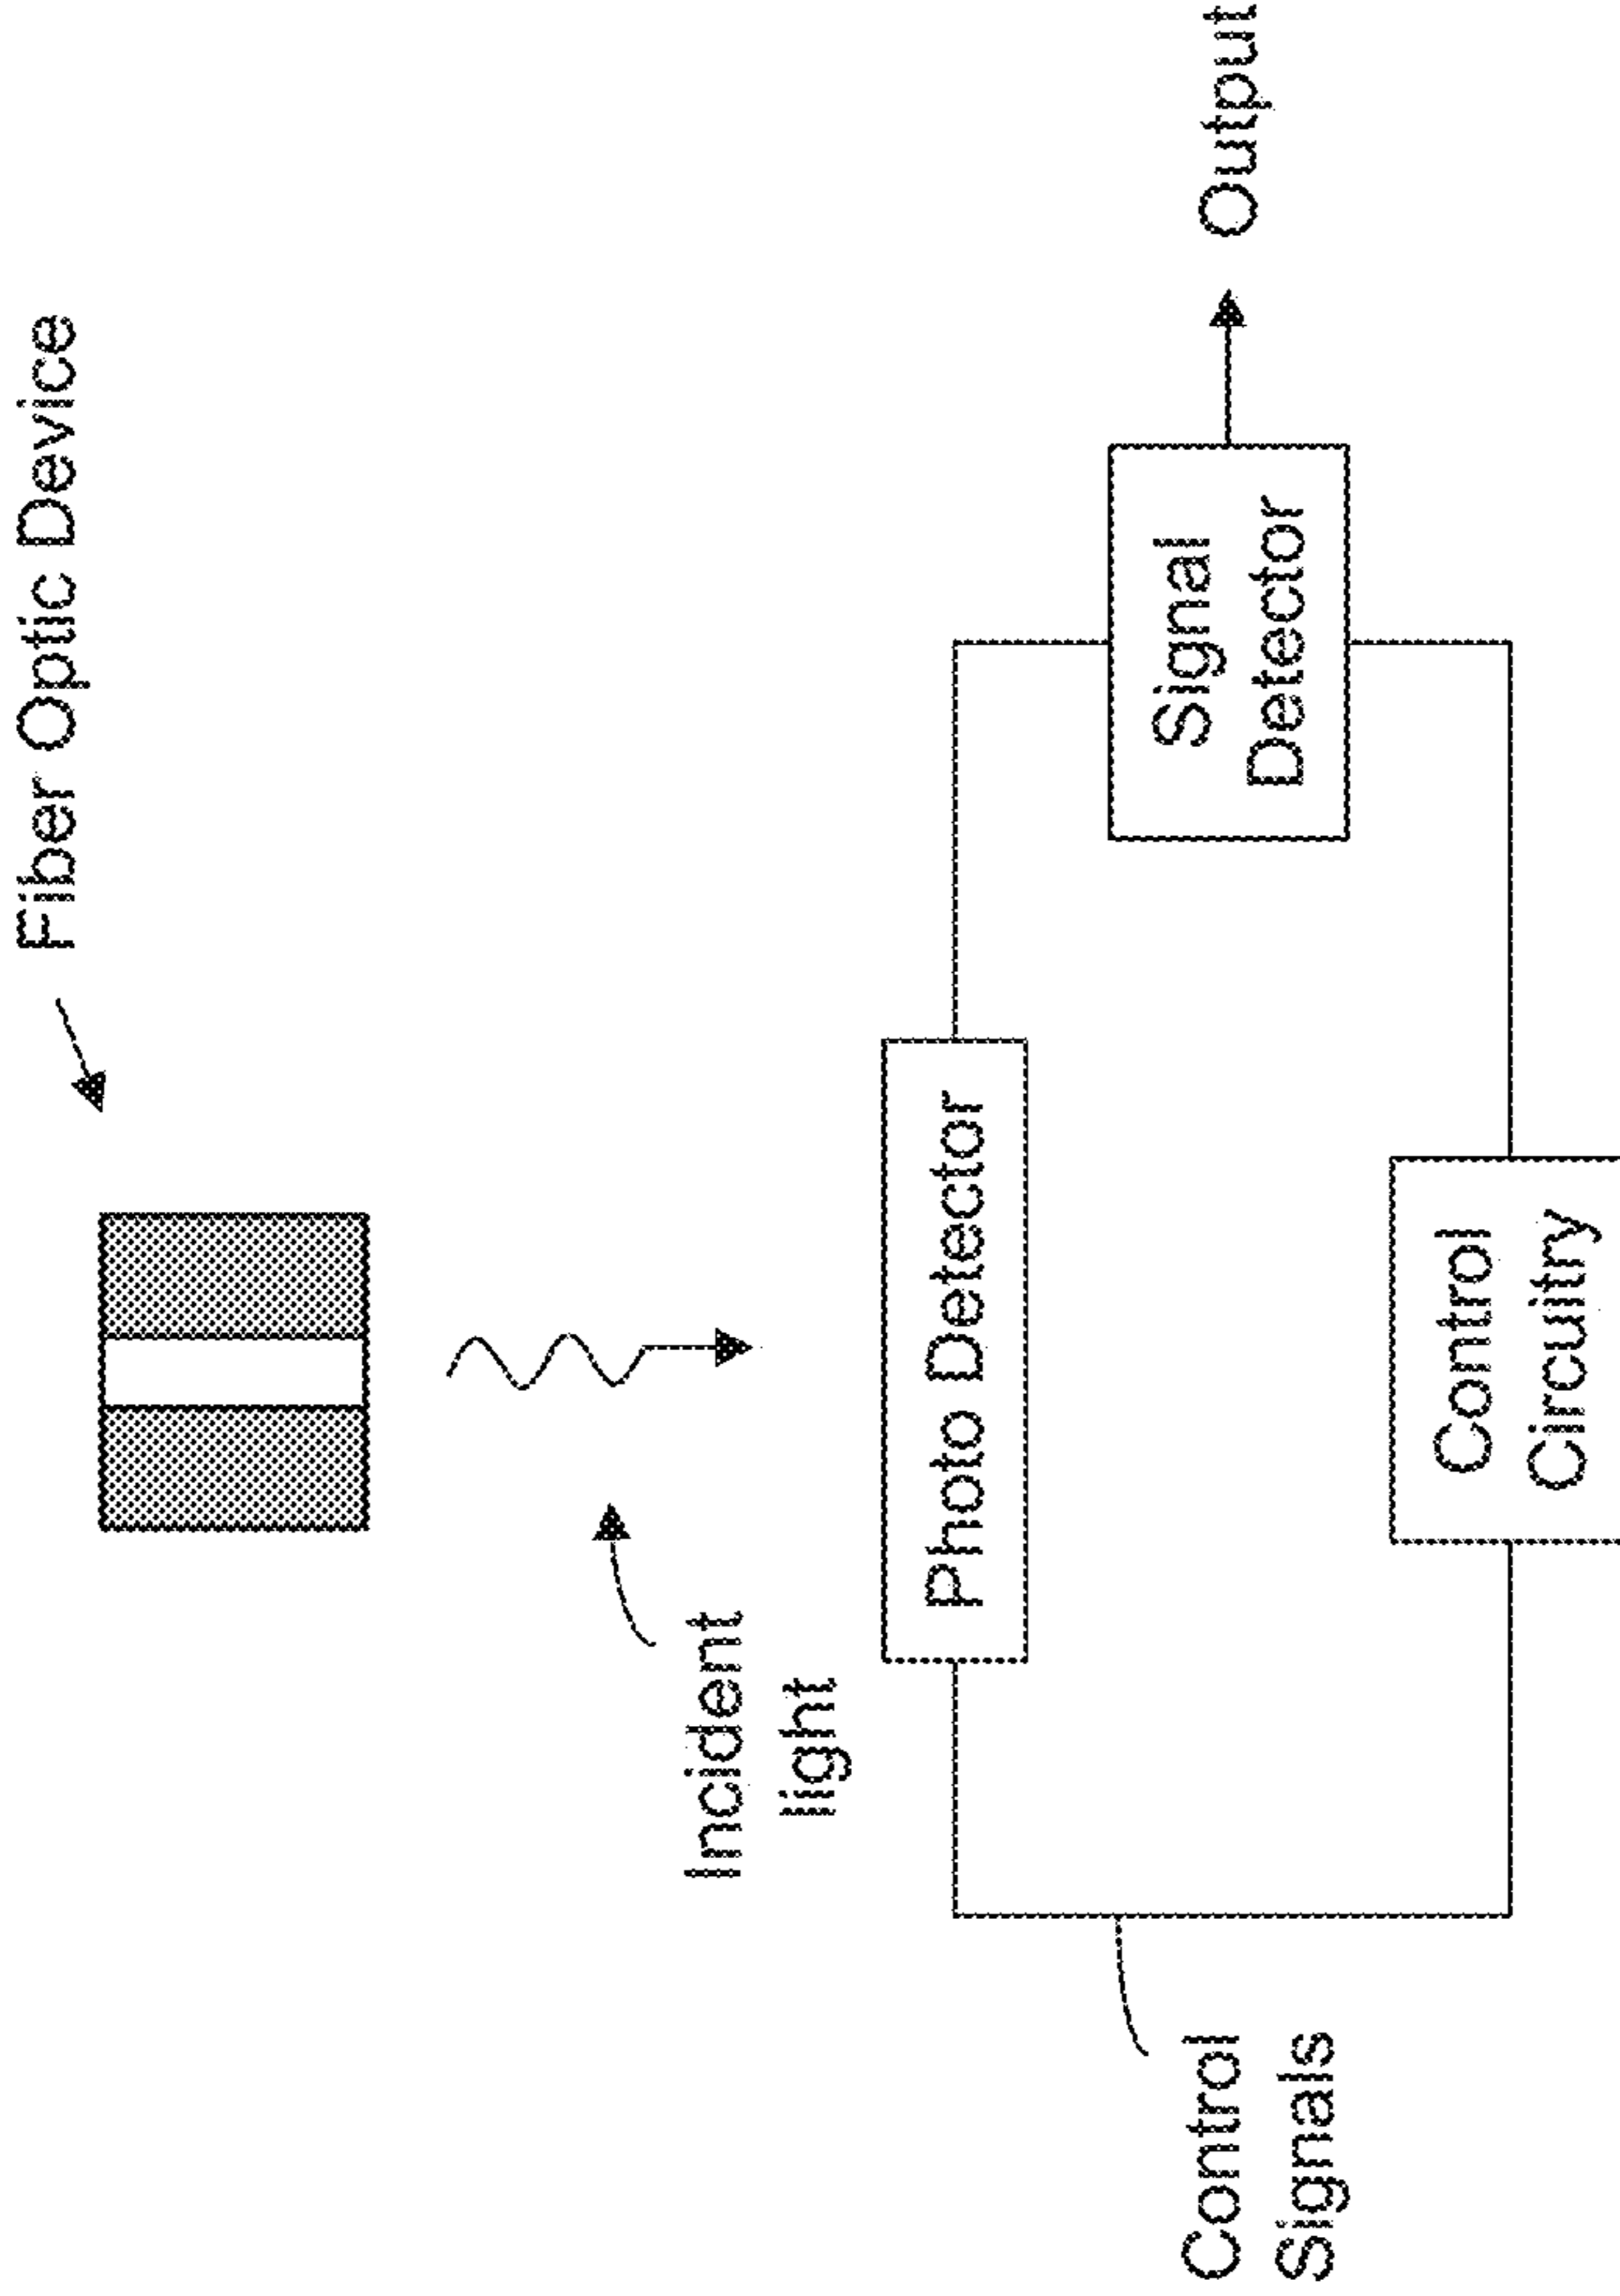 Fiber Optic Device
Incident
light
Photo Detector
Control
Signals
Signal
Detector
Output
Control
Circuitry